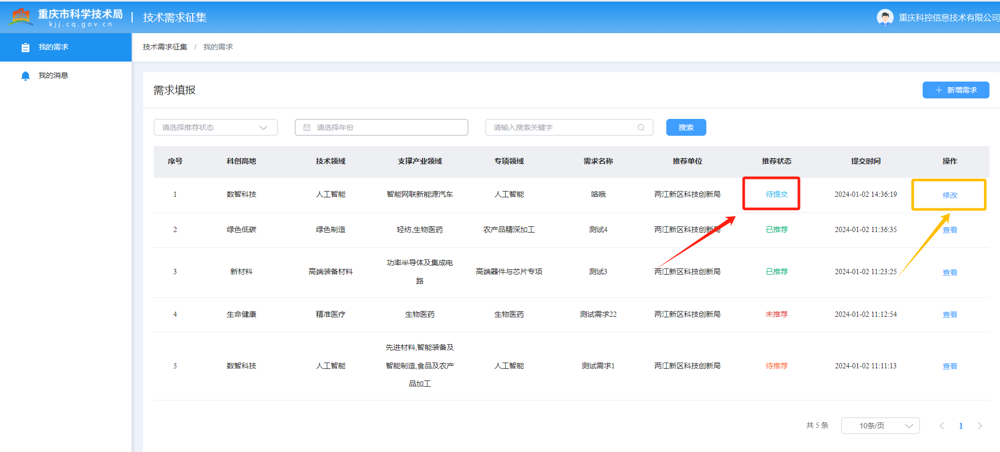 重庆市科学技术局
kjj.cq.gov.cn
技术需求征集
重庆科控信息技术有限公司
我的需求
我的消息
技术需求征集 / 我的需求
需求填报
+ 新增需求
请选择推荐状态
请选择年份
请输入搜索关键字
搜索
序号 科创高地 技术领域 支撑产业领域 专项领域 需求名称 推荐单位 推荐状态 提交时间 操作
1 数智科技 人工智能 智能网联新能源汽车 人工智能 咯哦 两江新区科技创新局 待提交 2024-01-02 14:36:19 修改
2 绿色低碳 绿色制造 轻纺,生物医药 农产品精深加工 测试4 两江新区科技创新局 已推荐 2024-01-02 11:36:35 查看
3 新材料 高端装备材料 功率半导体及集成电
路 高端器件与芯片专项 测试3 两江新区科技创新局 已推荐 2024-01-02 11:23:25 查看
4 生命健康 精准医疗 生物医药 生物医药 测试需求22 两江新区科技创新局 未推荐 2024-01-02 11:12:54 查看
5 数智科技 人工智能 先进材料,智能装备及
智能制造,食品及农产
品加工 人工智能 测试需求1 两江新区科技创新局 待推荐 2024-01-02 11:11:13 查看
共 5 条
10条/页
1